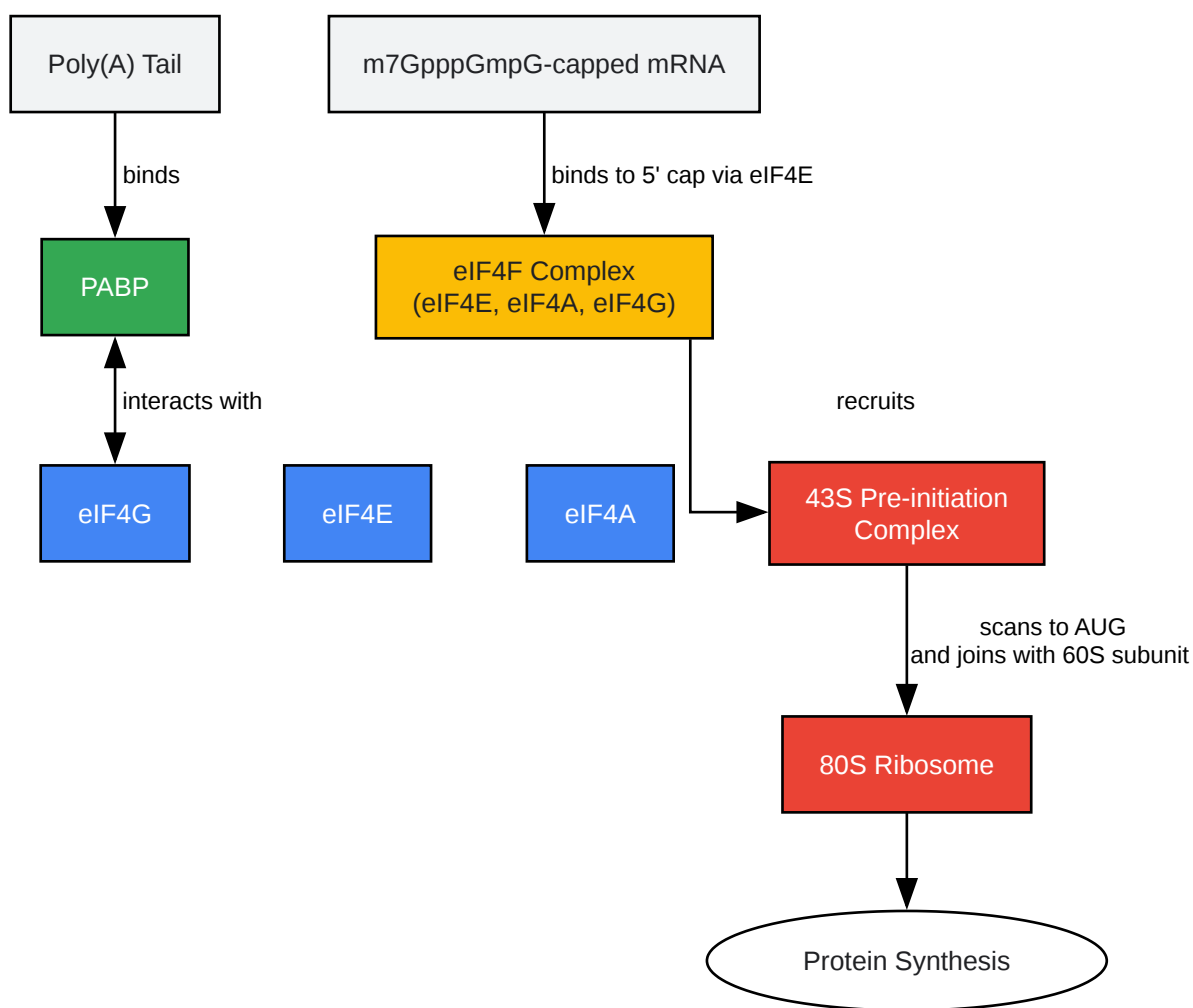 Poly(A) Tail
m7GpppGmpG-capped mRNA
binds
binds to 5' cap via eIF4E
PABP
eIF4F Complex
(eIF4E, eIF4A, eIF4G)
interacts with
recruits
eIF4G
eIF4E
eIF4A
43S Pre-initiation
Complex
scans to AUG
and joins with 60S subunit
80S Ribosome
Protein Synthesis